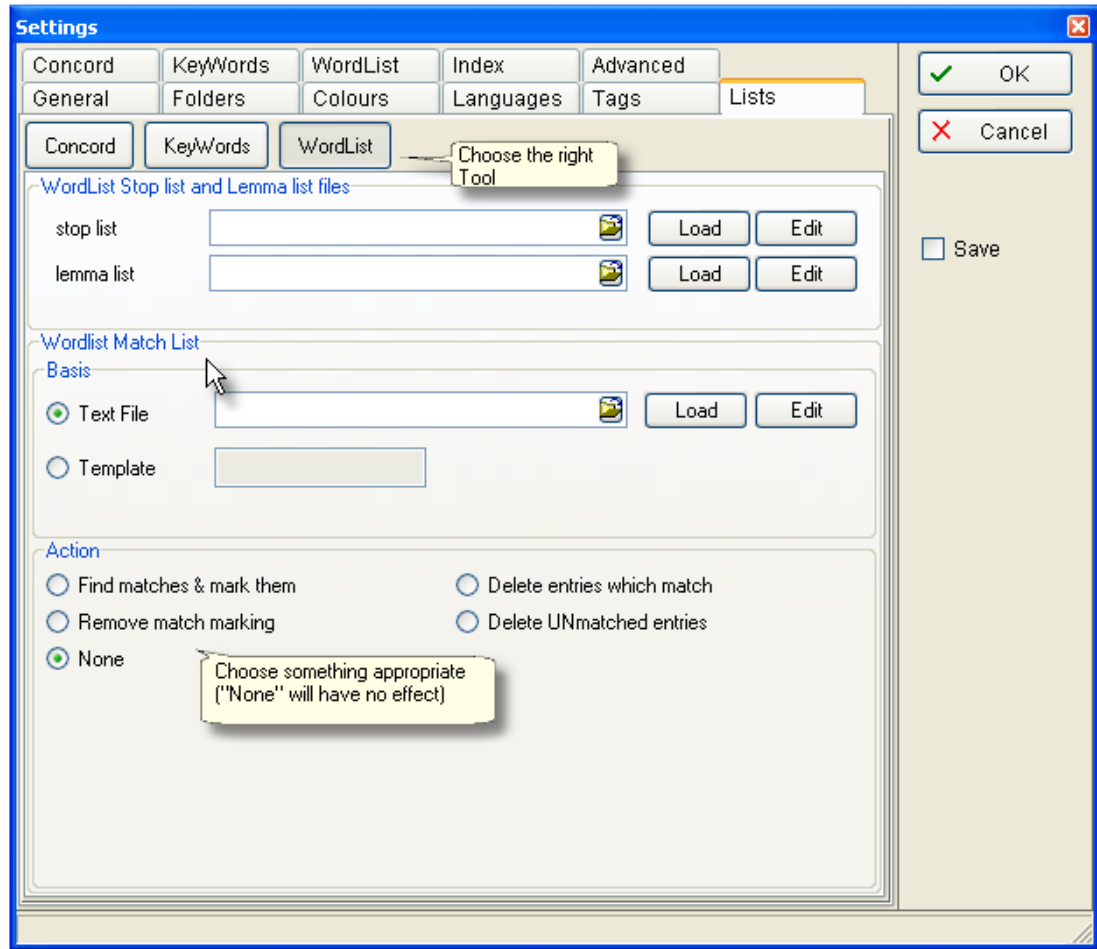 Settings
Concord KeyWords WordList Index Advanced
General Folders Colours Languages Tags Lists
OK
Cancel
Save
Concord KeyWords WordList
Choose the right
Tool
WordList Stop list and Lemma list files
stop list Load Edit
lemma list Load Edit
Wordlist Match List
Basis
Text File Load Edit
Template
Action
Find matches & mark them Delete entries which match
Remove match marking Delete UNmatched entries
None
Choose something appropriate
("None" will have no effect)